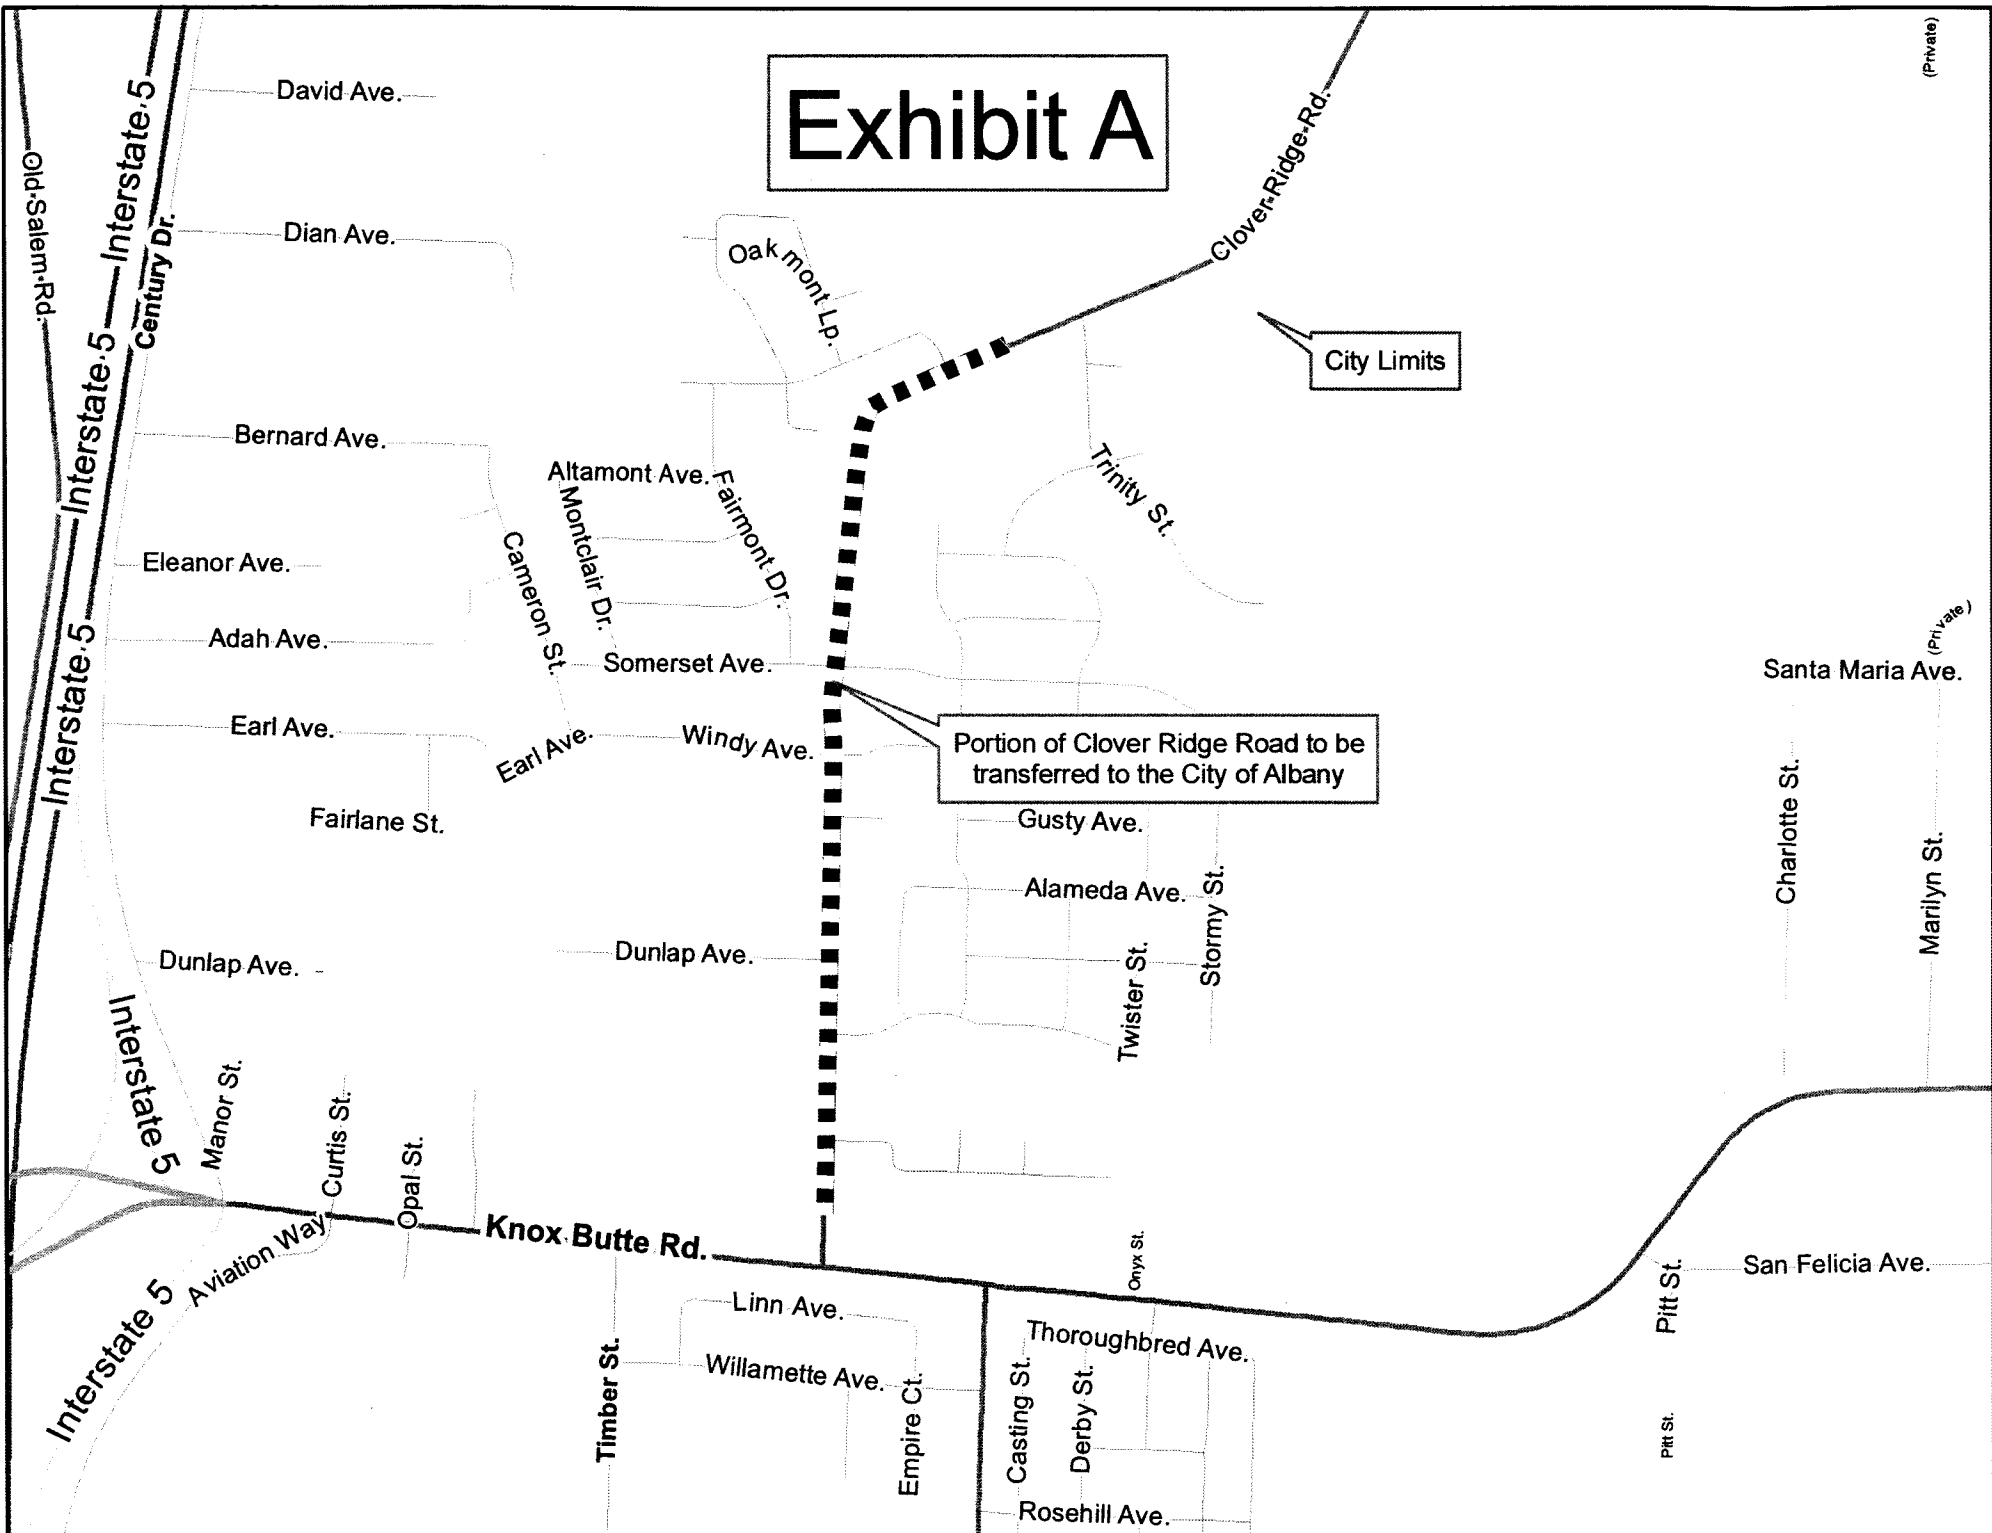 Exhibit A
(Private)
David Ave.
Interstate 5
Clover Ridge Rd.
Old Salem Rd.
Interstate 5
Century Dr.
Dian Ave.
Oakmont Lp.
City Limits
Interstate 5
Bernard Ave.
Altamont Ave.
Fairmont Dr.
Montclair Dr.
Trinity St.
Cameron St.
Eleanor Ave.
Adah Ave.
Interstate 5
Somerset Ave.
(Private)
Santa Maria Ave.
Earl Ave.
Earl Ave.
Windy Ave.
Portion of Clover Ridge Road to be
transferred to the City of Albany
Fairlane St.
Gusty Ave.
Charlotte St.
Marilyn St.
Alameda Ave.
Stormy St.
Dunlap Ave.
Dunlap Ave.
Twister St.
Interstate 5
Manor St.
Curtis St.
Opal St.
Knox Butte Rd.
Aviation Way
Onyx St.
Pitt St.
San Felicia Ave.
Interstate 5
Linn Ave.
Thoroughbred Ave.
Timber St.
Willamette Ave.
Empire Ct.
Casting St.
Derby St.
Pitt St.
Rosehill Ave.